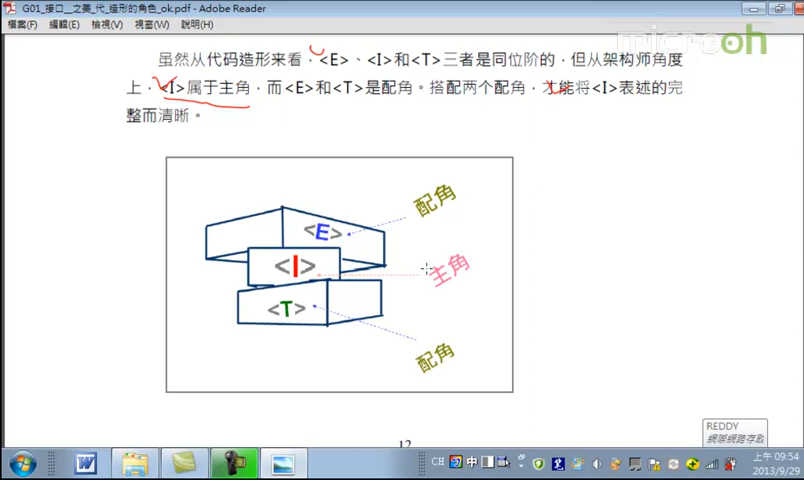 G01_接口__之美_代_造形的角色_ok.pdf - Adobe Reader
檔案(F) 編輯(E) 檢視(V) 視窗(W) 說明(H)
microoh
虽然从代码造形来看，<E>、<I>和<T>三者是同位阶的，但从架构师角度
上，<I>属于主角，而<E>和<T>是配角。搭配两个配角，才能将<I>表述的完
整而清晰。
配角
<E>
<I>
主角
<T>
配角
12
REDDY
網際網路存取
CH 中
上午 09:54
2013/9/29